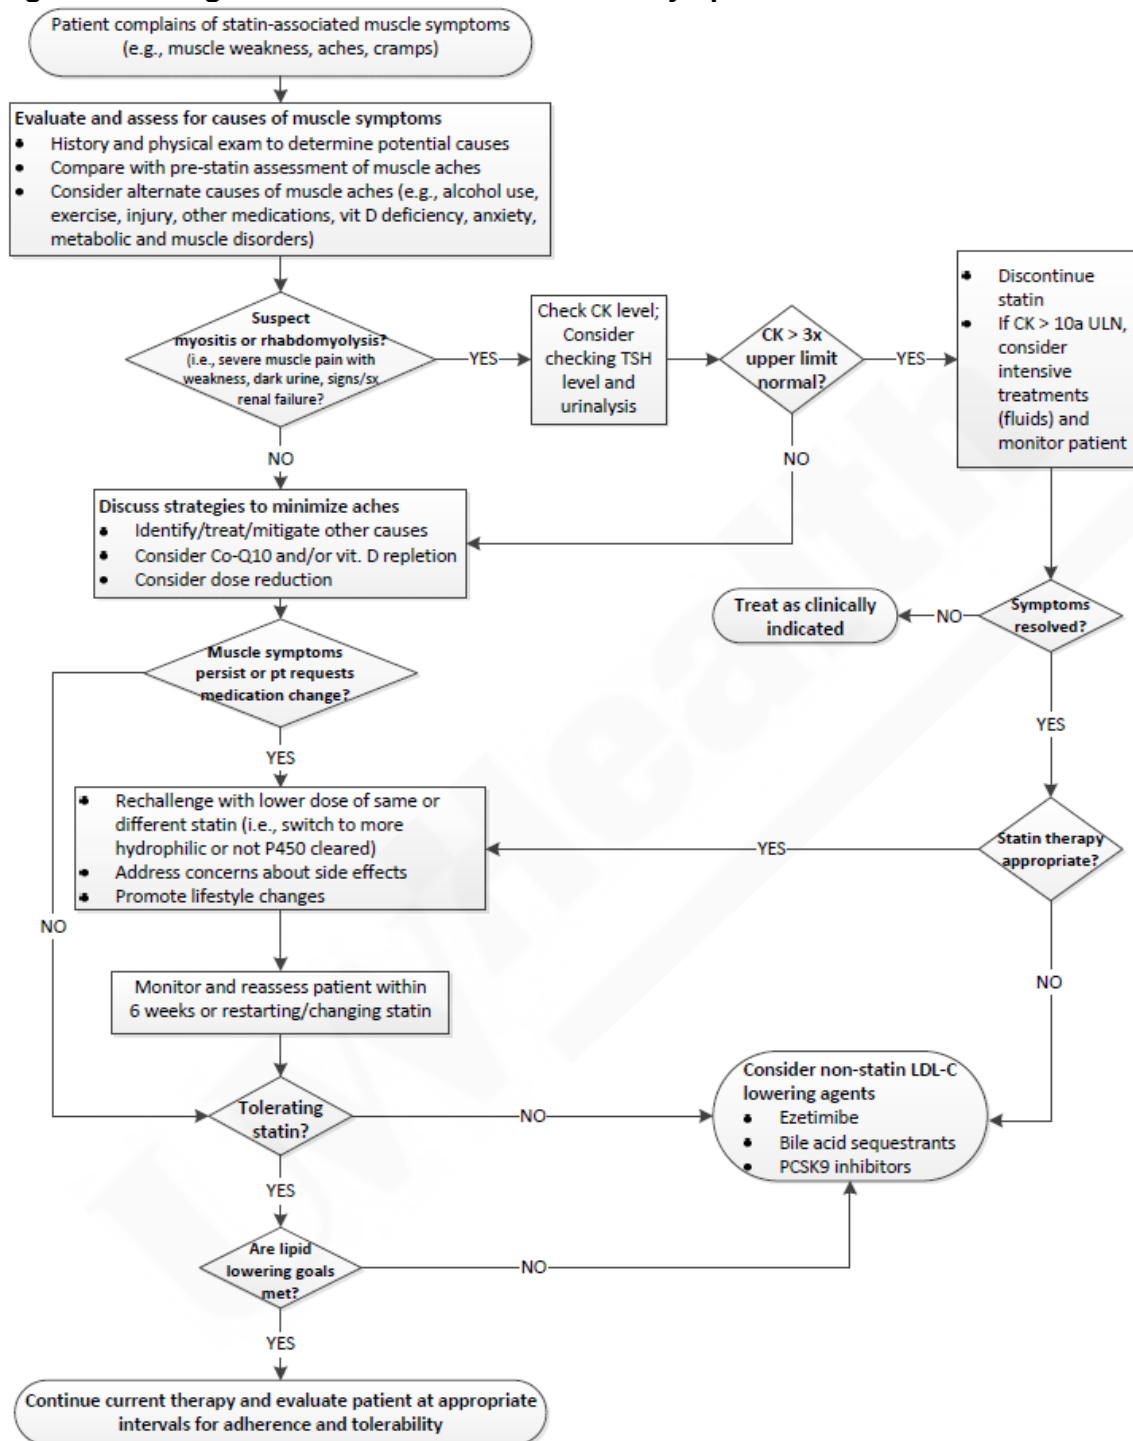 Patient complains of statin-associated muscle symptoms
(e.g., muscle weakness, aches, cramps)
Evaluate and assess for causes of muscle symptoms
• History and physical exam to determine potential causes
• Compare with pre-statin assessment of muscle aches
• Consider alternate causes of muscle aches (e.g., alcohol use,
exercise, injury, other medications, vit D deficiency, anxiety,
metabolic and muscle disorders)
Suspect
myositis or rhabdomyolysis?
(i.e., severe muscle pain with
weakness, dark urine, signs/sx
renal failure?
YES
Check CK level;
Consider
checking TSH
level and
urinalysis
CK > 3x
upper limit
normal?
YES
• Discontinue
statin
• If CK > 10a ULN,
consider
intensive
treatments
(fluids) and
monitor patient
NO
NO
Discuss strategies to minimize aches
• Identify/treat/mitigate other causes
• Consider Co-Q10 and/or vit. D repletion
• Consider dose reduction
Treat as clinically
indicated
NO
Symptoms
resolved?
Muscle symptoms
persist or pt requests
medication change?
YES
YES
• Rechallenge with lower dose of same or
different statin (i.e., switch to more
hydrophilic or not P450 cleared)
• Address concerns about side effects
• Promote lifestyle changes
YES
Statin therapy
appropriate?
NO
NO
Monitor and reassess patient within
6 weeks or restarting/changing statin
Tolerating
statin?
NO
Consider non-statin LDL-C
lowering agents
• Ezetimibe
• Bile acid sequestrants
• PCSK9 inhibitors
YES
Are lipid
lowering goals
met?
NO
YES
Continue current therapy and evaluate patient at appropriate
intervals for adherence and tolerability
UWHealth